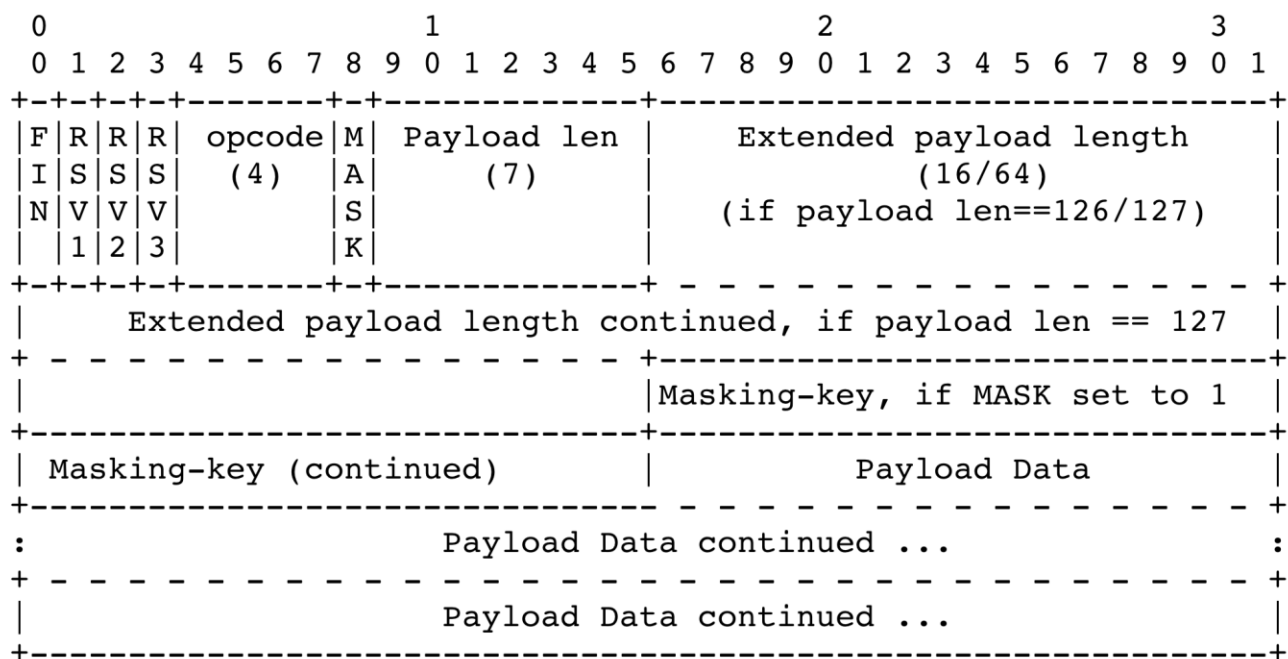 0                   1                   2                   3
 0 1 2 3 4 5 6 7 8 9 0 1 2 3 4 5 6 7 8 9 0 1 2 3 4 5 6 7 8 9 0 1
+-+-+-+-+-------+-+-------------+-------------------------------+
|F|R|R|R| opcode|M| Payload len |    Extended payload length    |
|I|S|S|S|  (4)  |A|     (7)     |             (16/64)           |
|N|V|V|V|       |S|             |   (if payload len==126/127)   |
| |1|2|3|       |K|             |                               |
+-+-+-+-+-------+-+-------------+ - - - - - - - - - - - - - - - +
|     Extended payload length continued, if payload len == 127  |
+ - - - - - - - - - - - - - - - +-------------------------------+
|                               |Masking-key, if MASK set to 1  |
+-------------------------------+-------------------------------+
| Masking-key (continued)       |          Payload Data         |
+-------------------------------- - - - - - - - - - - - - - - - +
:                     Payload Data continued ...                :
+ - - - - - - - - - - - - - - - - - - - - - - - - - - - - - - - +
|                     Payload Data continued ...                |
+---------------------------------------------------------------+